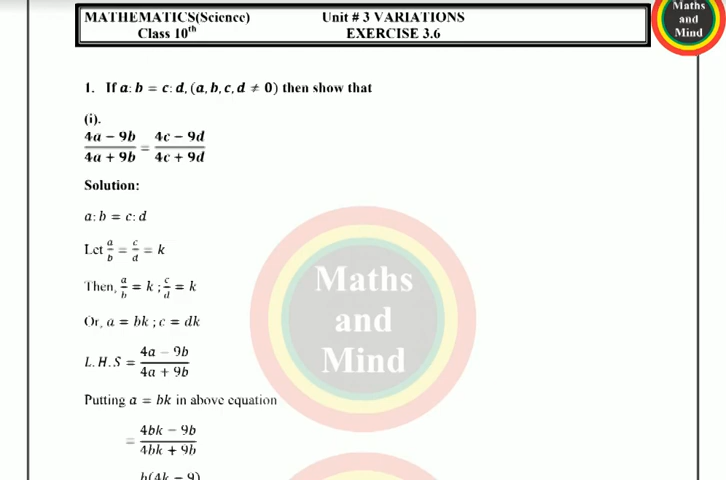 MATHEMATICS(Science) Unit # 3 VARIATIONS
Class 10th EXERCISE 3.6
Maths
and
Mind
1. If a: b = c: d, (a, b, c, d ≠ 0) then show that
(i).
4a − 9b / 4a + 9b = 4c − 9d / 4c + 9d
Solution:
a: b = c: d
Let a/b = c/d = k
Then, a/b = k ; c/d = k
Or, a = bk ; c = dk
L.H.S = 4a − 9b / 4a + 9b
Putting a = bk in above equation
= 4bk − 9b / 4bk + 9b
b(4k − 9)
Maths
and
Mind